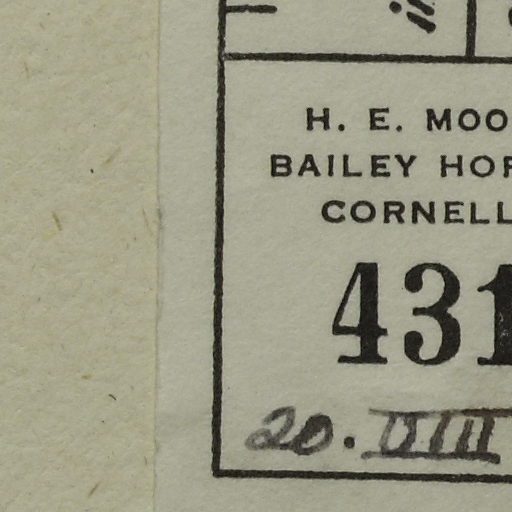 H. E. MOO
BAILEY HOR
CORNELL
431
20. VIII